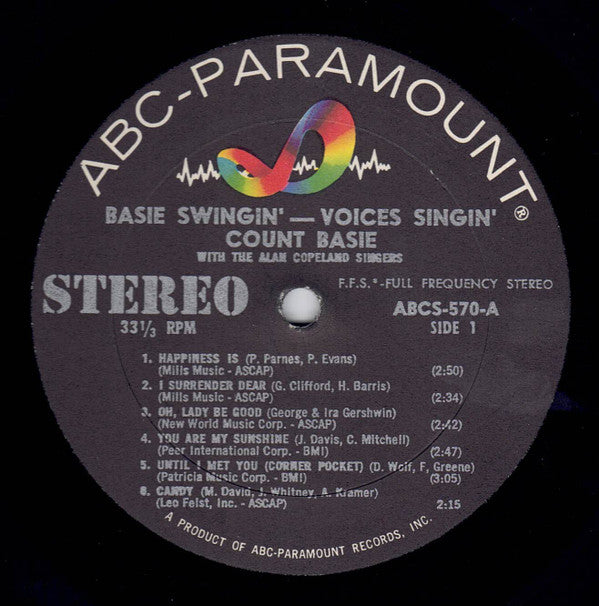 ABC-PARAMOUNT®
BASIE SWINGIN' — VOICES SINGIN'
COUNT BASIE
WITH THE ALAN COPELAND SINGERS
STEREO
F.F.S.®-FULL FREQUENCY STEREO
33⅓ RPM
ABCS-570-A
SIDE 1
1. HAPPINESS IS (P. Parnes, P. Evans)
(Mills Music - ASCAP) (2:50)
2. I SURRENDER DEAR (G. Clifford, H. Barris)
(Mills Music - ASCAP) (2:34)
3. OH, LADY BE GOOD (George & Ira Gershwin)
(New World Music Corp. - ASCAP) (2:42)
4. YOU ARE MY SUNSHINE (J. Davis, C. Mitchell)
(Peer International Corp. - BMI) (2:47)
5. UNTIL I MET YOU (CORNER POCKET) (D. Wolf, F. Greene)
(Patricia Music Corp. - BMI) (3:05)
6. CANDY (M. David, J. Whitney, A. Kramer)
(Leo Feist, Inc. - ASCAP) 2:15
A PRODUCT OF ABC-PARAMOUNT RECORDS, INC.